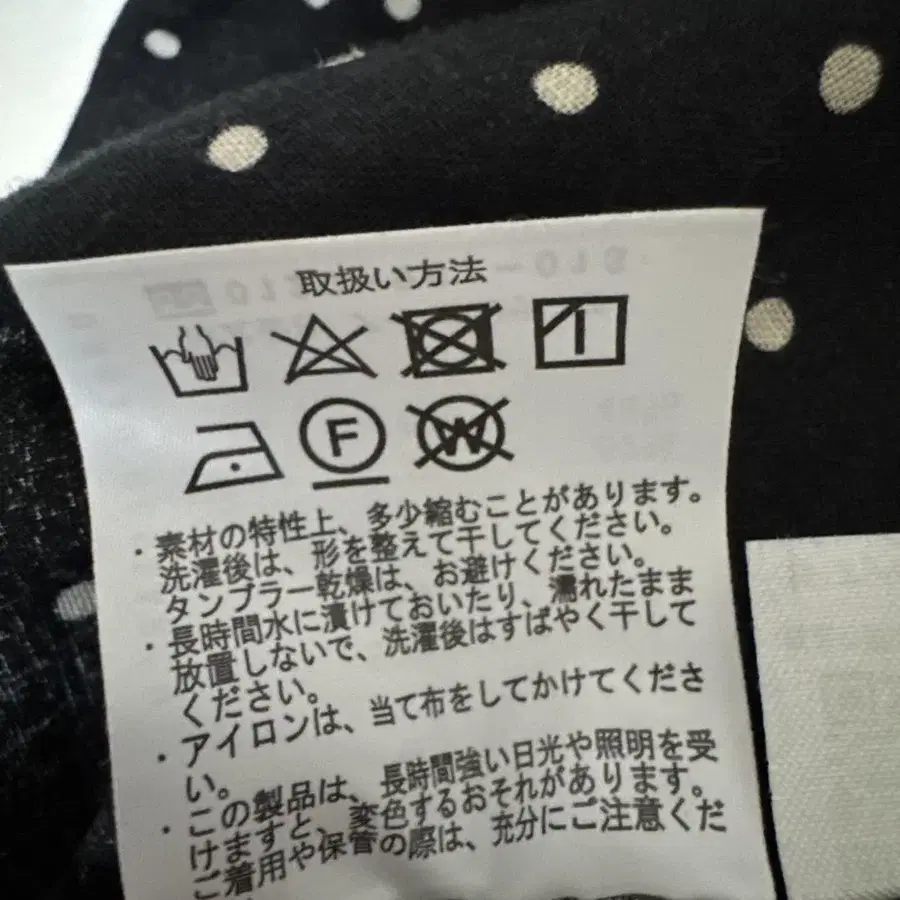 取扱い方法
F
W
・素材の特性上、多少縮むことがあります。
洗濯後は、形を整えて干してください。
タンブラー乾燥は、お避けください。
・長時間水に漬けておいたり、濡れたまま
放置しないで、洗濯後はすばやく干して
ください。
・アイロンは、当て布をしてかけてくださ
い。
・この製品は、長時間強い日光や照明を受
けますと、変色するおそれがあります。
ご着用や保管の際は、充分にご注意くだ